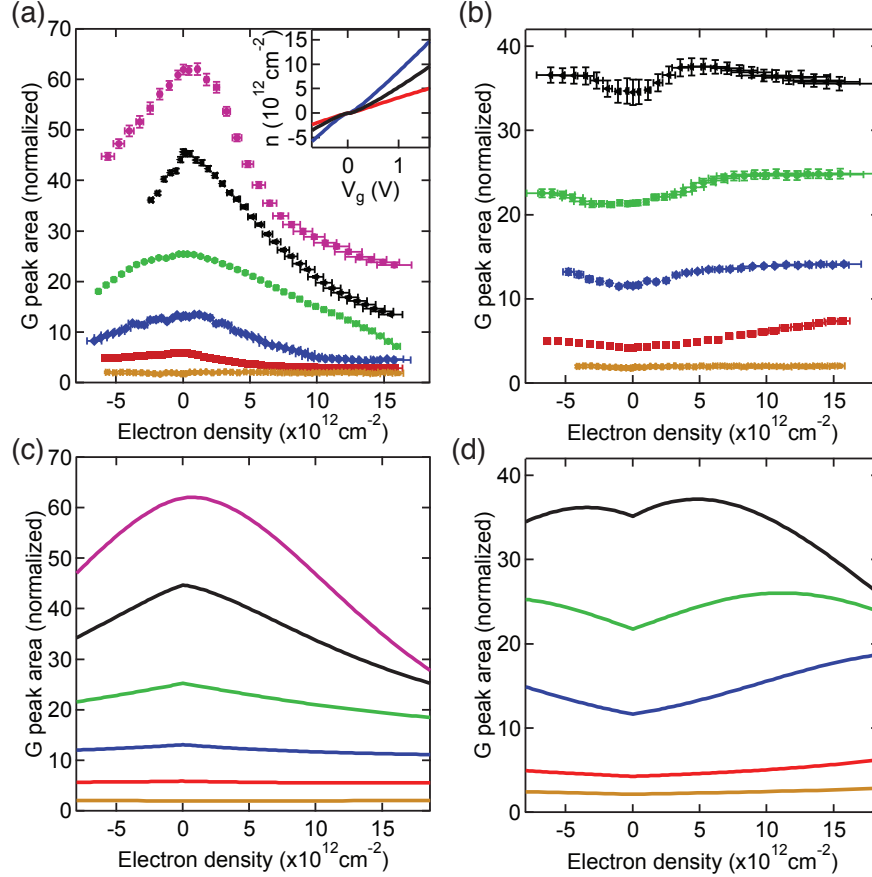 (a)
70
60
50
40
30
20
10
0
G peak area (normalized)
-5 0 5 10 15
Electron density (x10¹²cm⁻²)
15
10
5
0
-5
n (10¹² cm⁻²)
0 1
V_g (V)
(b)
40
30
20
10
0
G peak area (normalized)
-5 0 5 10 15
Electron density (x10¹²cm⁻²)
(c)
70
60
50
40
30
20
10
0
G peak area (normalized)
-5 0 5 10 15
Electron density (x10¹²cm⁻²)
(d)
40
30
20
10
0
G peak area (normalized)
-5 0 5 10 15
Electron density (x10¹²cm⁻²)